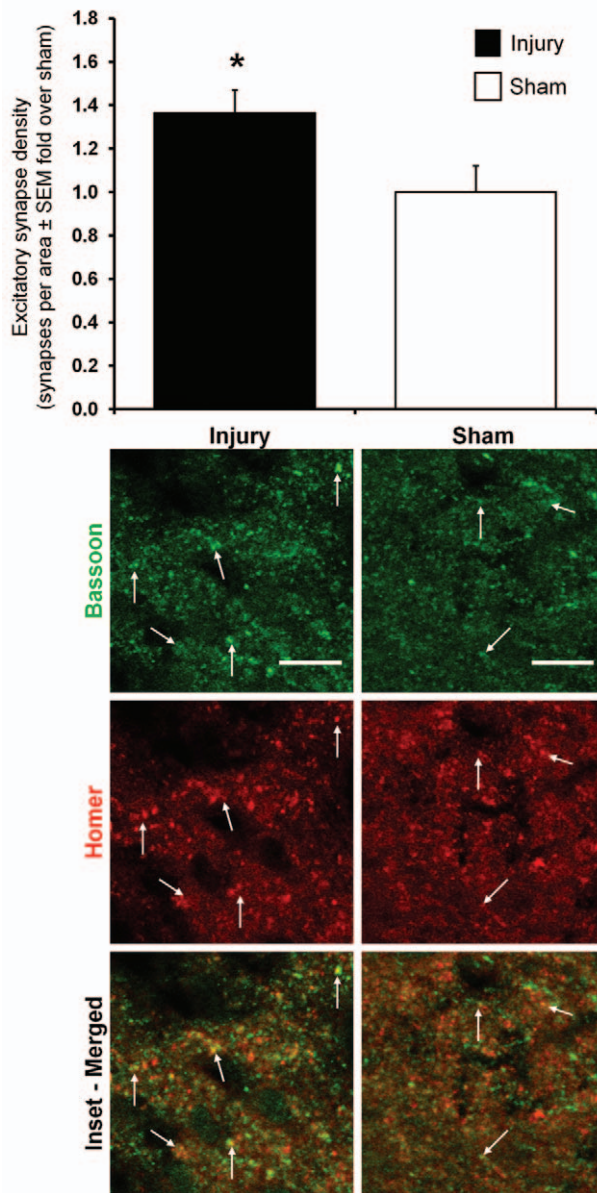 Excitatory synapse density
(synapses per area ± SEM fold over sham)
1.8
1.6
1.4
1.2
1.0
0.8
0.6
0.4
0.2
0.0
*
Injury
Sham
Injury
Sham
Bassoon
Homer
Inset - Merged